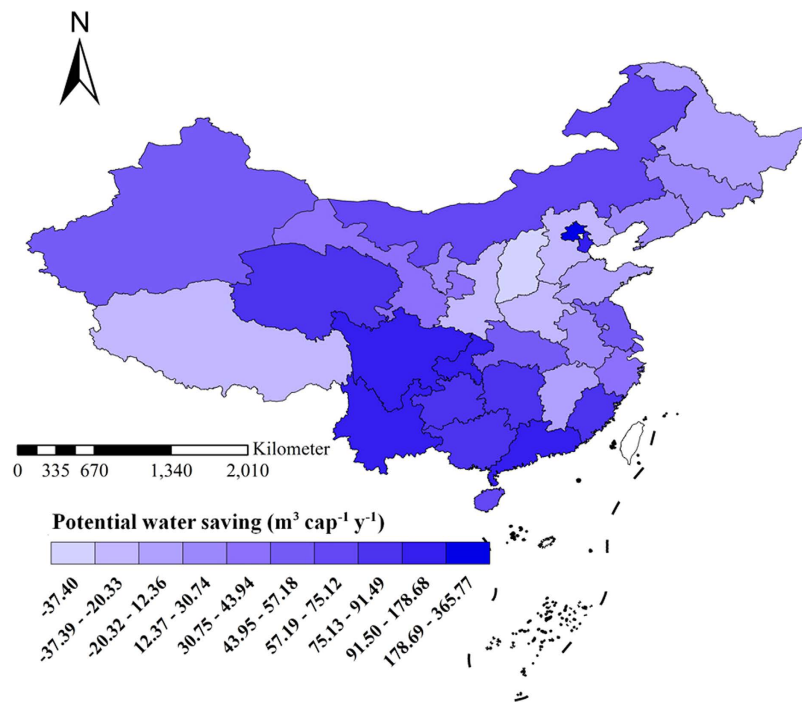 N
Kilometer
0 335 670 1,340 2,010
Potential water saving (m³ cap⁻¹ y⁻¹)
-37.40
-37.39 - -20.33
-20.32 - 12.36
12.37 - 30.74
30.75 - 43.94
43.95 - 57.18
57.19 - 75.12
75.13 - 91.49
91.50 - 178.68
178.69 - 365.77